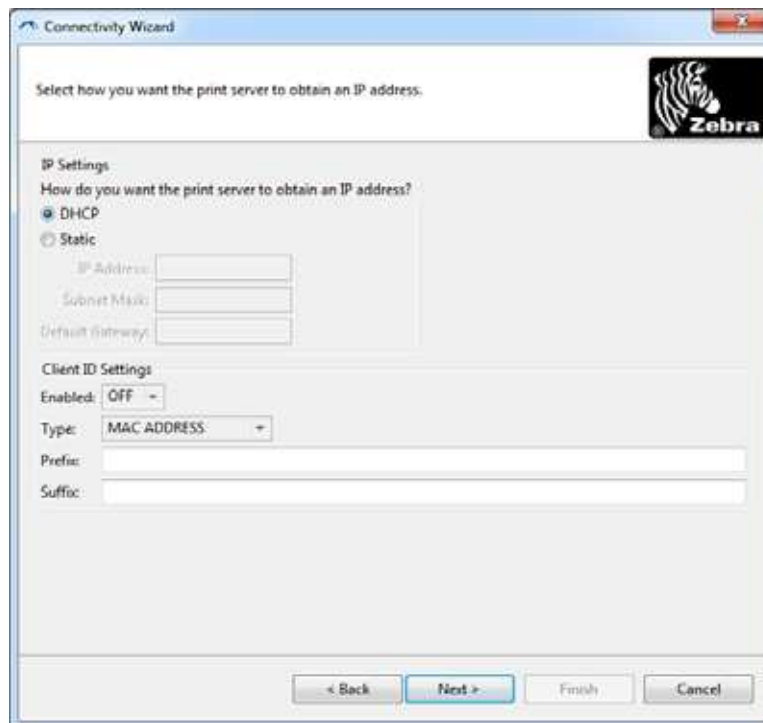 Connectivity Wizard
Select how you want the print server to obtain an IP address.
® Zebra
IP Settings
How do you want the print server to obtain an IP address?
DHCP
Static
IP Address:
Subnet Mask:
Default Gateway:
Client ID Settings
Enabled: OFF
Type: MAC ADDRESS
Prefix:
Suffix:
< Back Next > Finish Cancel